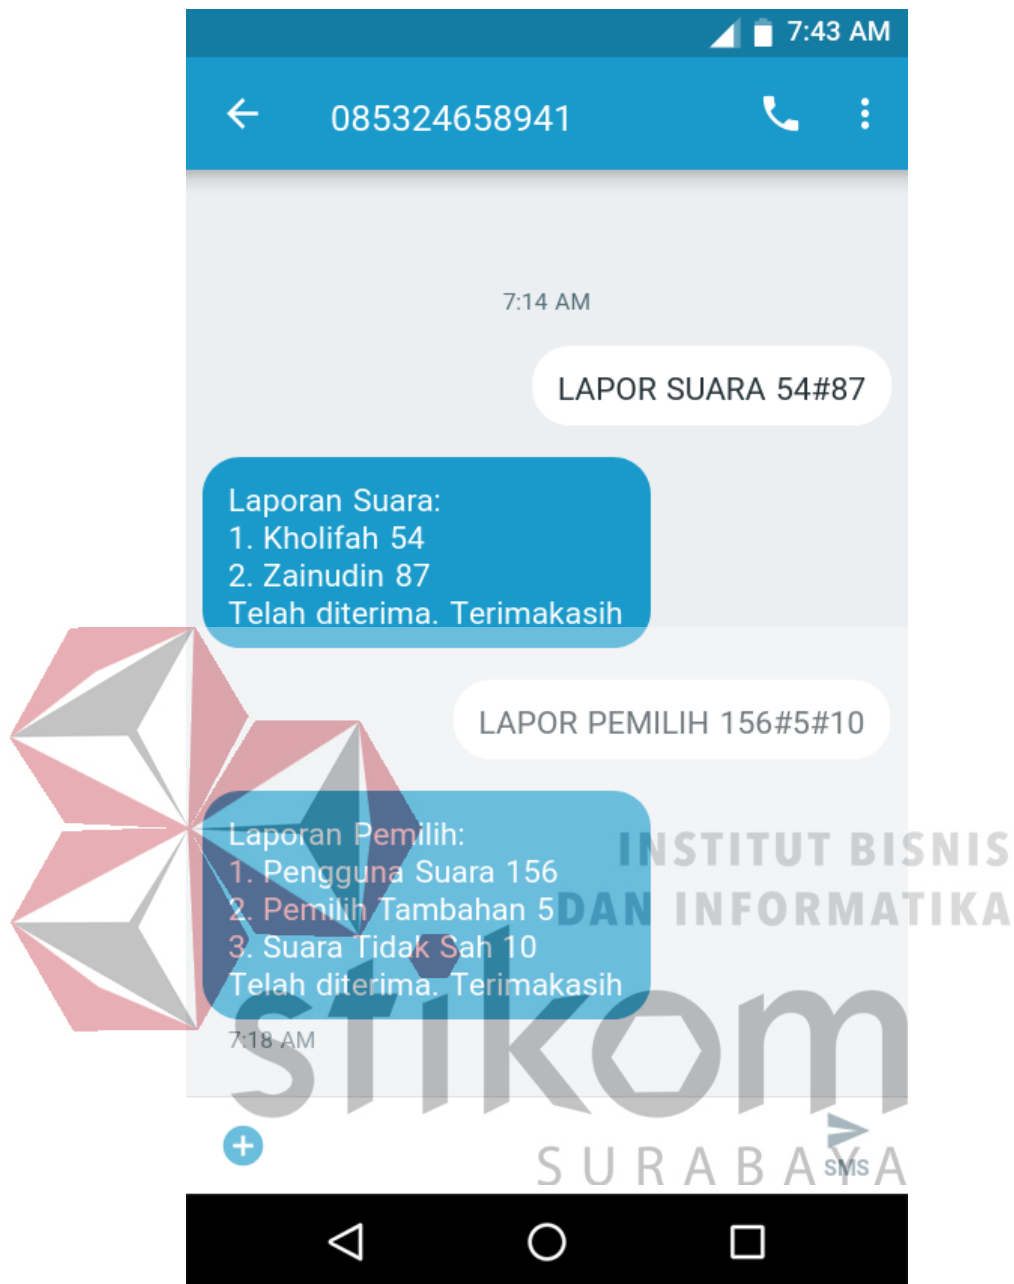 7:43 AM
085324658941
7:14 AM
LAPOR SUARA 54#87
Laporan Suara:
1. Kholifah 54
2. Zainudin 87
Telah diterima. Terimakasih
LAPOR PEMILIH 156#5#10
Laporan Pemilih:
1. Pengguna Suara 156
2. Pemilih Tambahan 5
3. Suara Tidak Sah 10
Telah diterima. Terimakasih
7:18 AM
INSTITUT BISNIS
DAN INFORMATIKA
stikom
SURABAYA
SMS